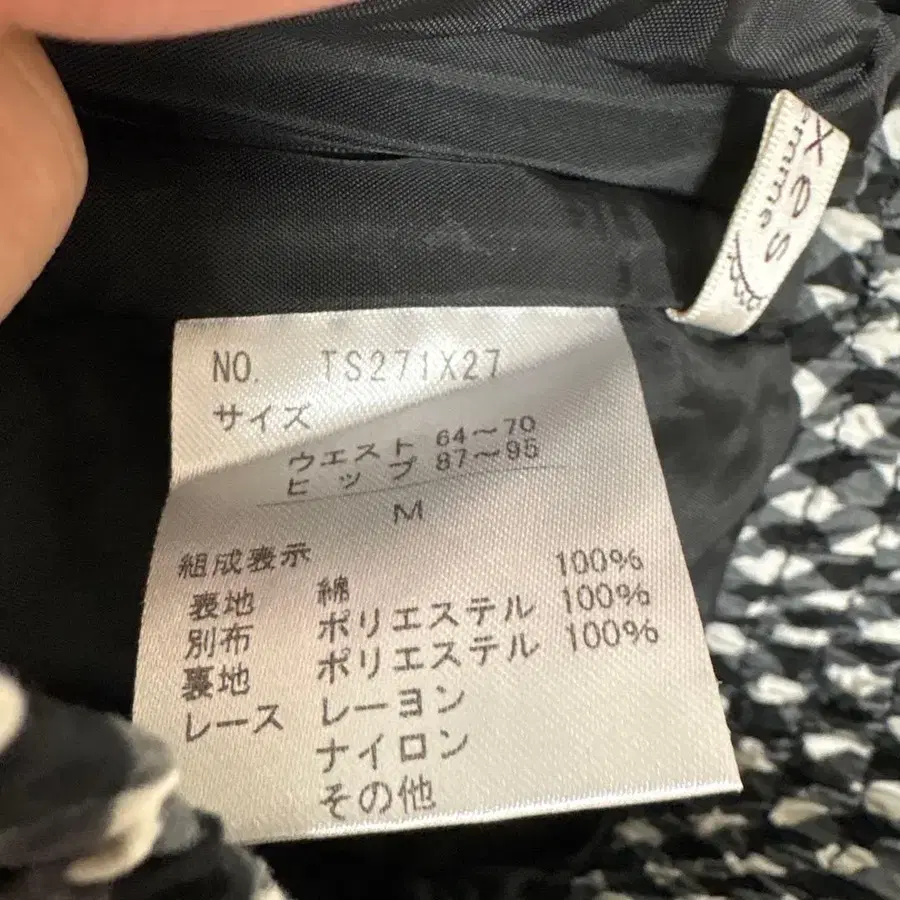 xes
femme
NO. TS271X27
サイズ
ウエスト 64～70
ヒップ 87～95
M
組成表示
表地 綿 100%
別布 ポリエステル 100%
裏地 ポリエステル 100%
レース レーヨン
ナイロン
その他